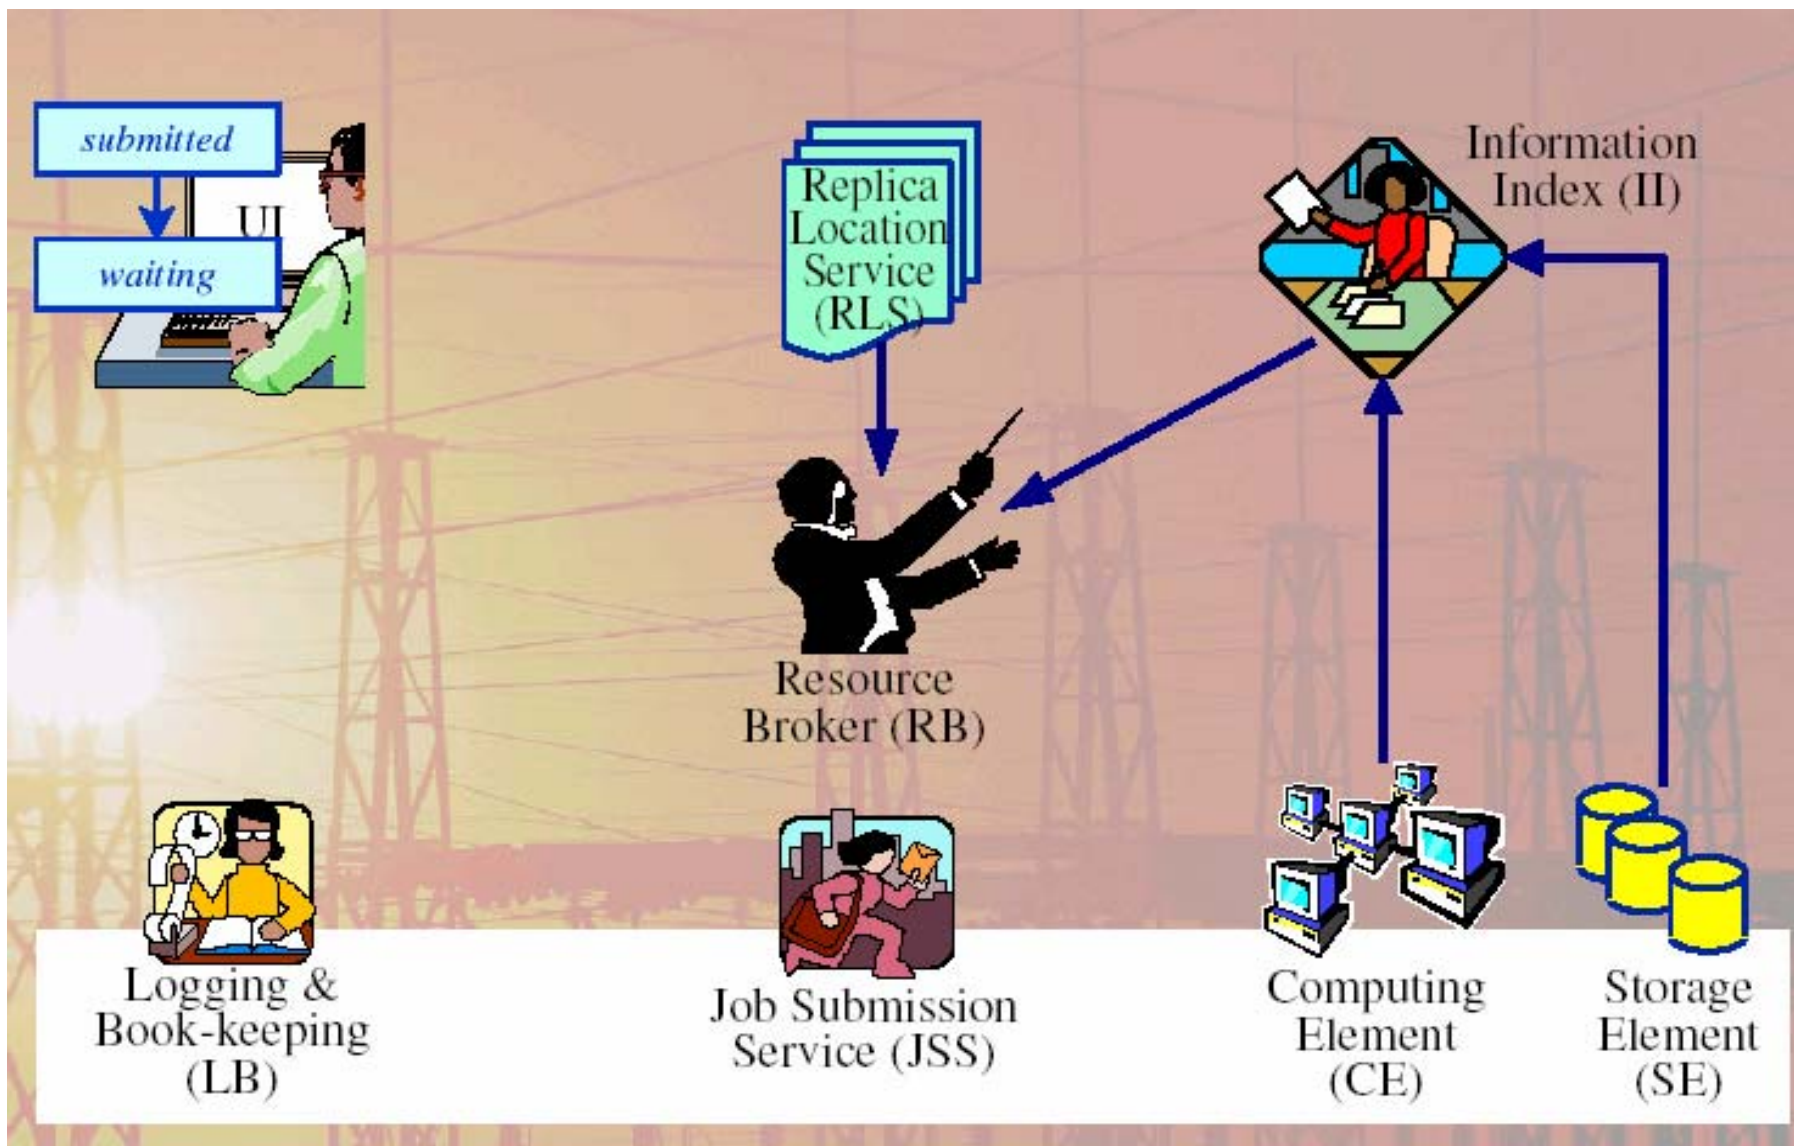 submitted
UI
waiting
Replica
Location
Service
(RLS)
Information
Index (II)
Resource
Broker (RB)
Logging &
Book-keeping
(LB)
Job Submission
Service (JSS)
Computing
Element
(CE)
Storage
Element
(SE)